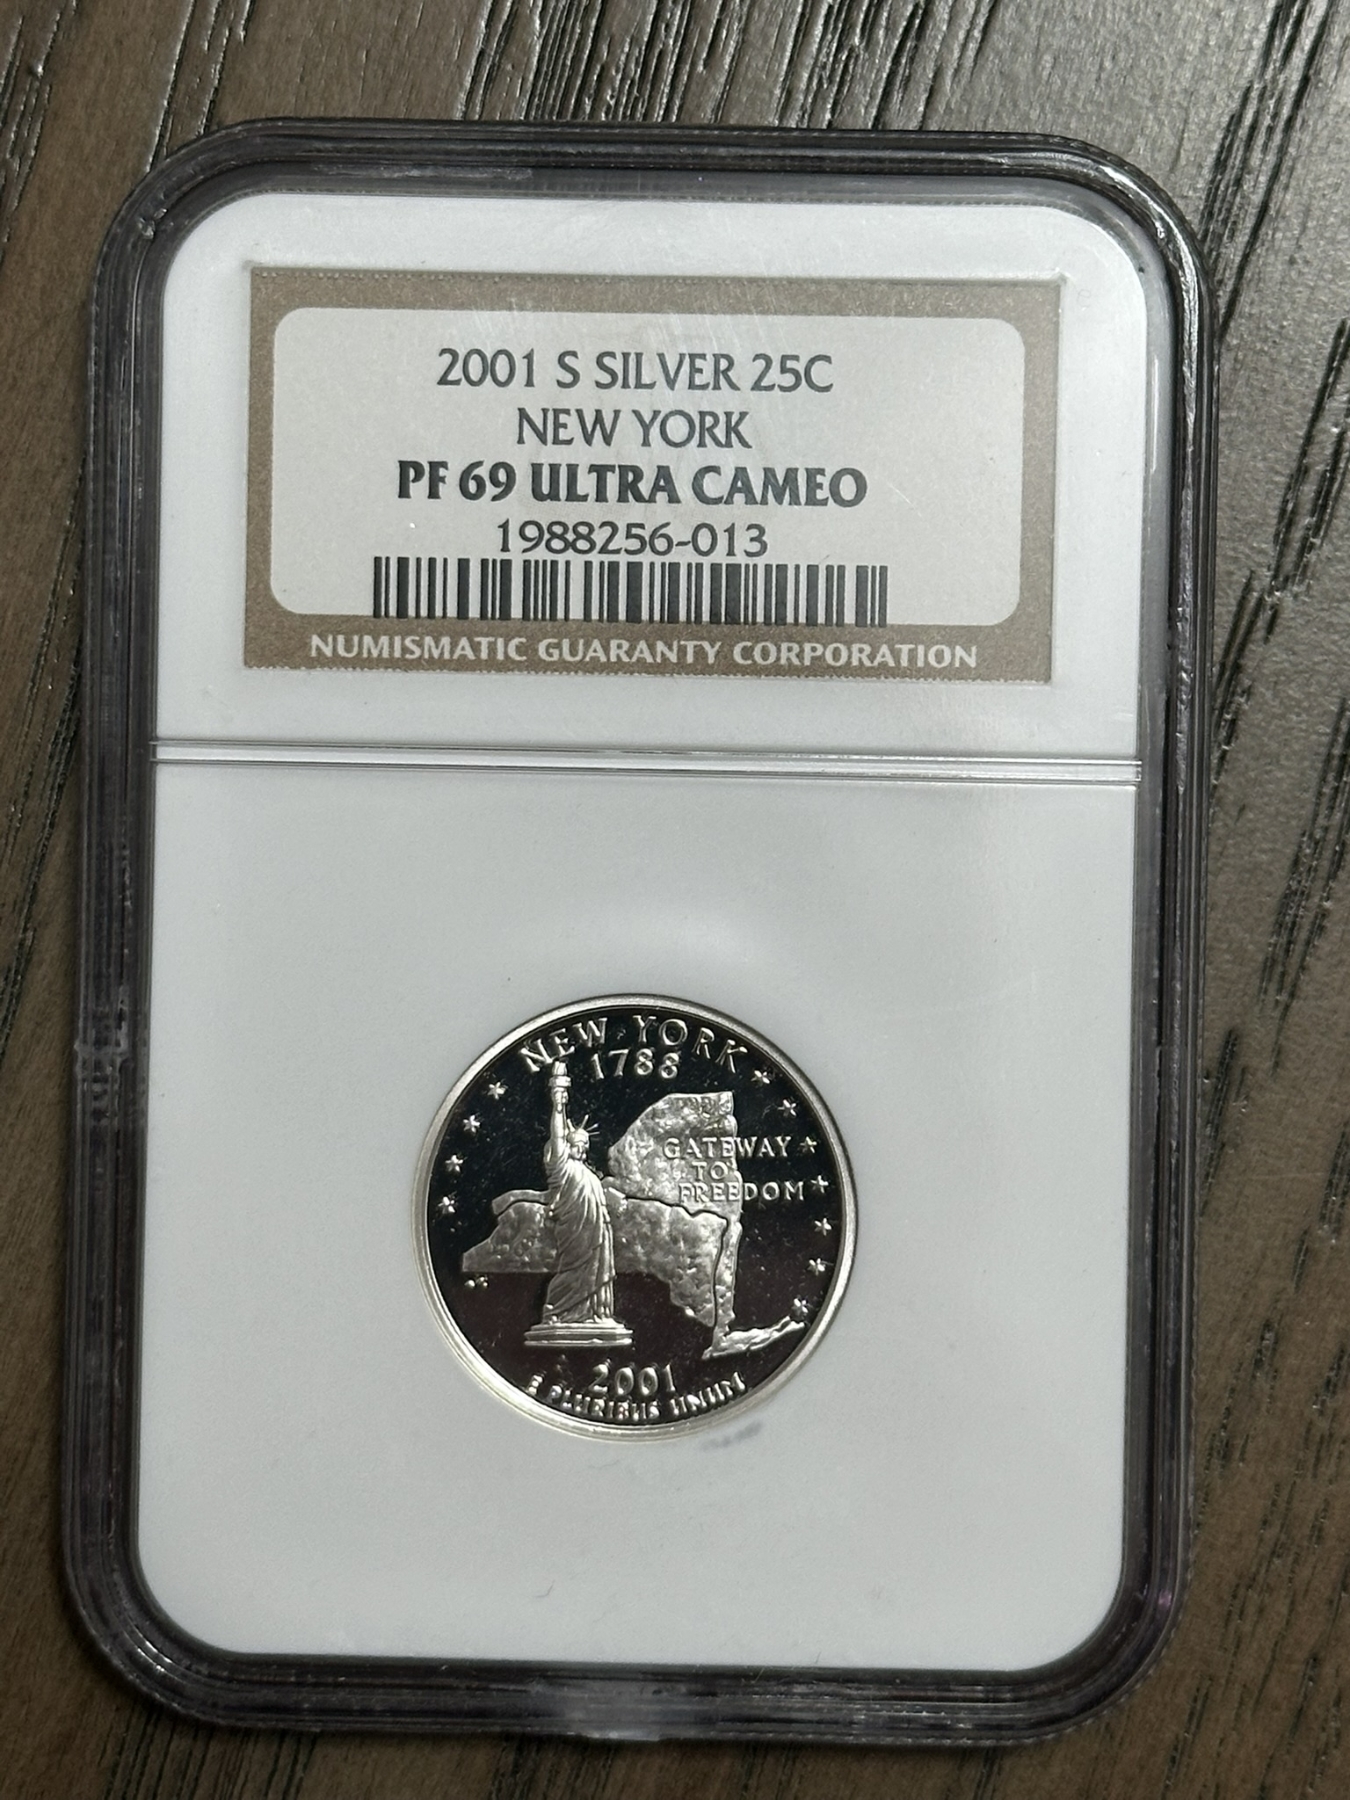 2001 S SILVER 25C
NEW YORK
PF 69 ULTRA CAMEO
1988256-013
NUMISMATIC GUARANTY CORPORATION
NEW YORK
1788
GATEWAY
TO
FREEDOM
2001
E PLURIBUS UNUM